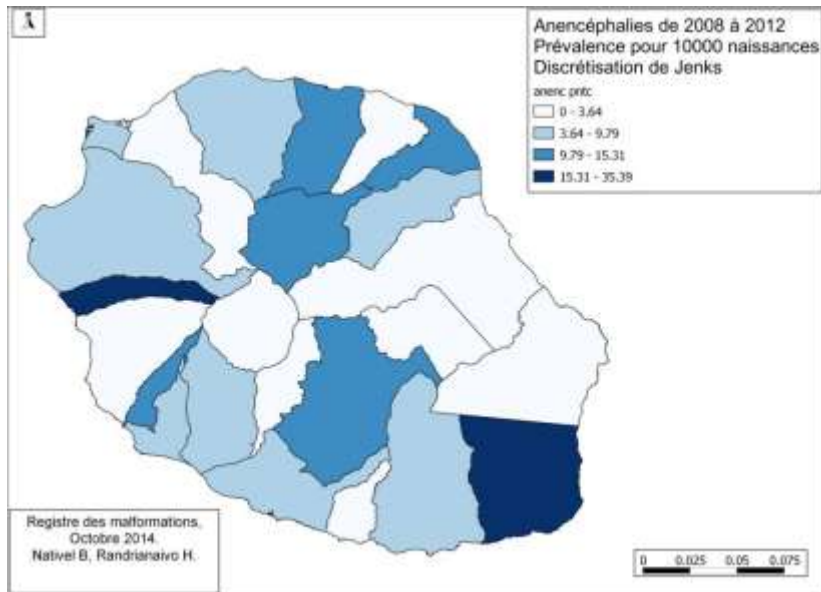 Anencéphalies de 2008 à 2012
Prévalence pour 10000 naissances
Discrétisation de Jenks
anenc pntc
0 - 3.64
3.64 - 9.79
9.79 - 15.31
15.31 - 35.39
Registre des malformations,
Octobre 2014.
Nativel B, Randrianaivo H.
0 0.025 0.05 0.075